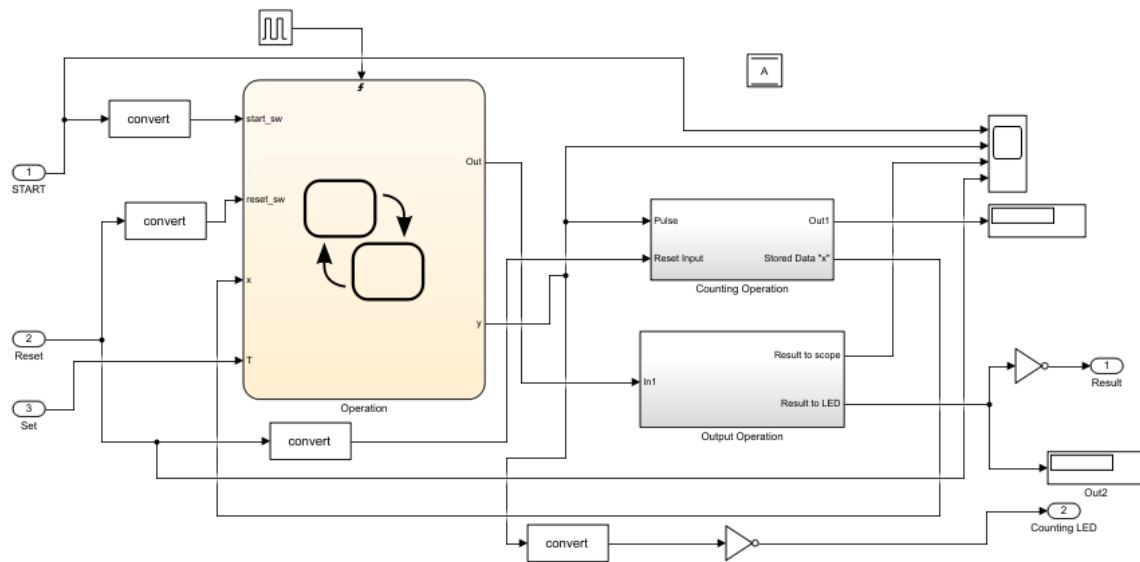 A
convert
start_sw
1
START
Out
reset_sw
convert
Pulse
Out1
Reset Input
Stored Data "x"
x
Counting Operation
y
2
Reset
T
Result to scope
1
Result
In1
Result to LED
3
Set
Operation
Output Operation
convert
Out2
2
Counting LED
convert